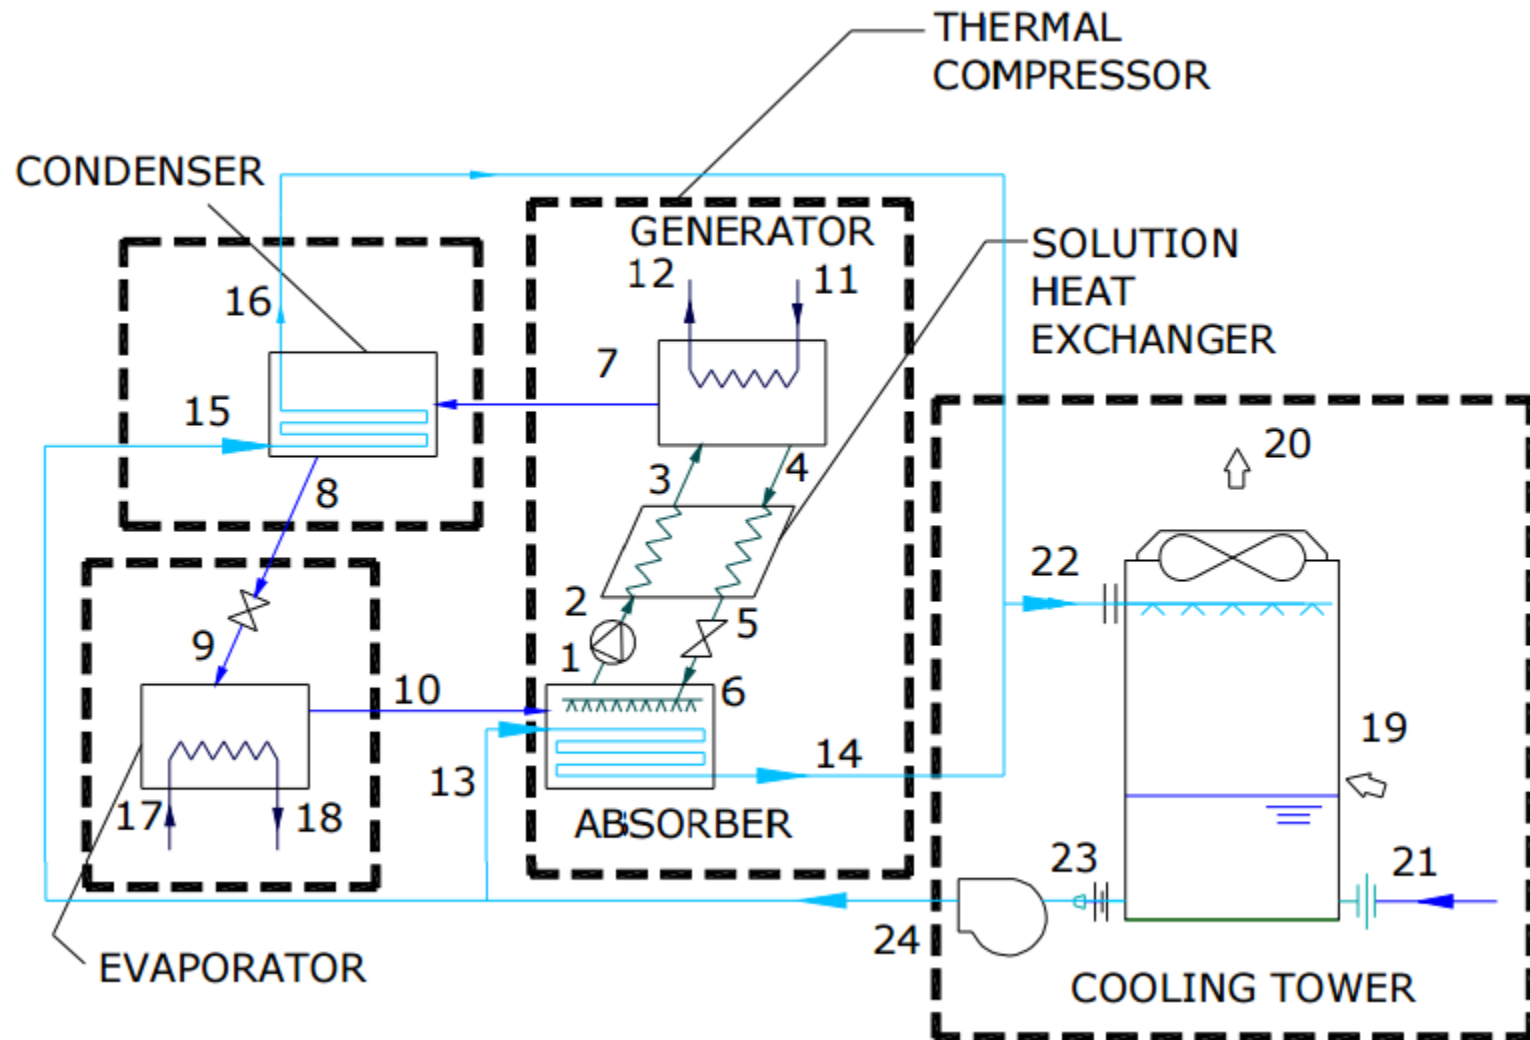 THERMAL
COMPRESSOR
CONDENSER
GENERATOR
SOLUTION
HEAT
EXCHANGER
12
11
16
7
15
20
3
4
8
22
2
5
9
1
10
6
19
14
13
17
18
ABSORBER
23
21
24
EVAPORATOR
COOLING TOWER